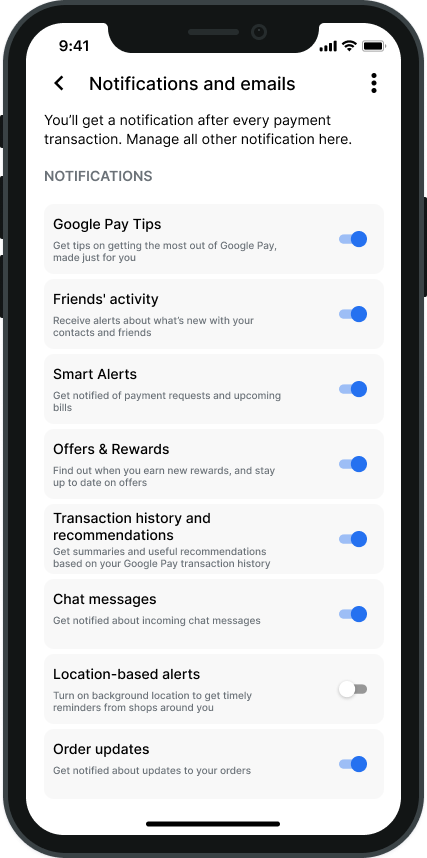 9:41
Notifications and emails
You’ll get a notification after every payment
transaction. Manage all other notification here.
NOTIFICATIONS
Google Pay Tips
Get tips on getting the most out of Google Pay,
made just for you
Friends' activity
Receive alerts about what’s new with your
contacts and friends
Smart Alerts
Get notified of payment requests and upcoming
bills
Offers & Rewards
Find out when you earn new rewards, and stay
up to date on offers
Transaction history and
recommendations
Get summaries and useful recommendations
based on your Google Pay transaction history
Chat messages
Get notified about incoming chat messages
Location-based alerts
Turn on background location to get timely
reminders from shops around you
Order updates
Get notified about updates to your orders